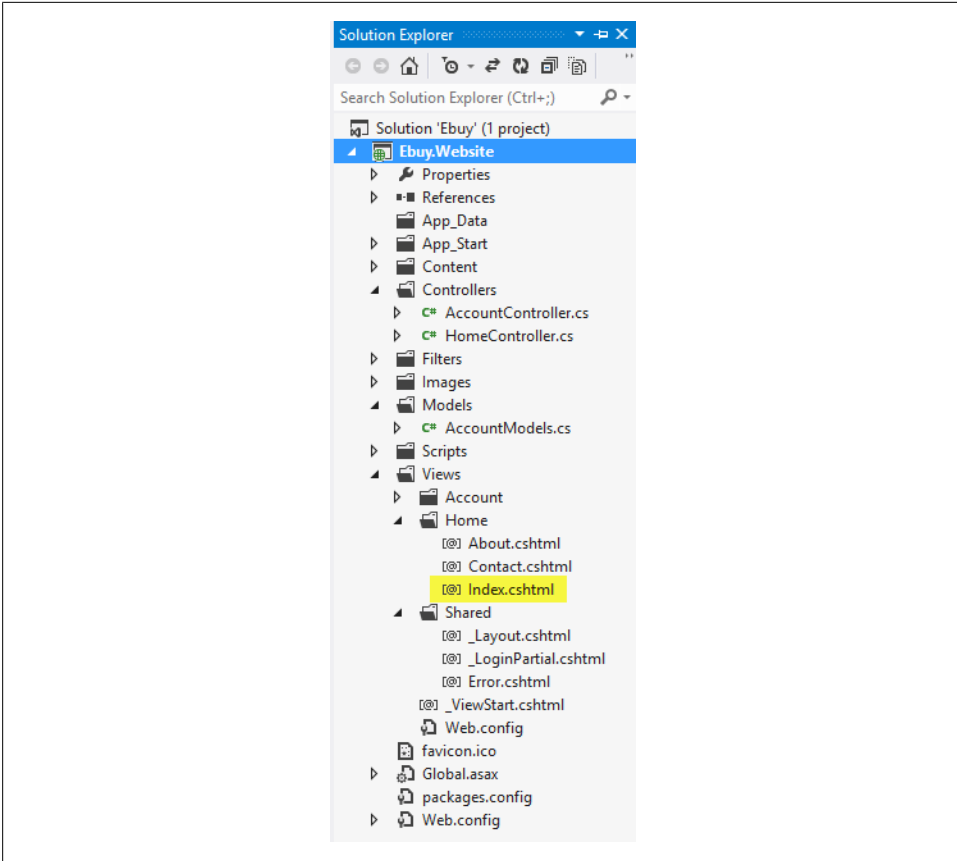 Solution Explorer
Search Solution Explorer (Ctrl+;)
Solution 'Ebuy' (1 project)
Ebuy.Website
Properties
References
App_Data
App_Start
Content
Controllers
C# AccountController.cs
C# HomeController.cs
Filters
Images
Models
C# AccountModels.cs
Scripts
Views
Account
Home
[@] About.cshtml
[@] Contact.cshtml
[@] Index.cshtml
Shared
[@] _Layout.cshtml
[@] _LoginPartial.cshtml
[@] Error.cshtml
[@] _ViewStart.cshtml
Web.config
favicon.ico
Global.asax
packages.config
Web.config